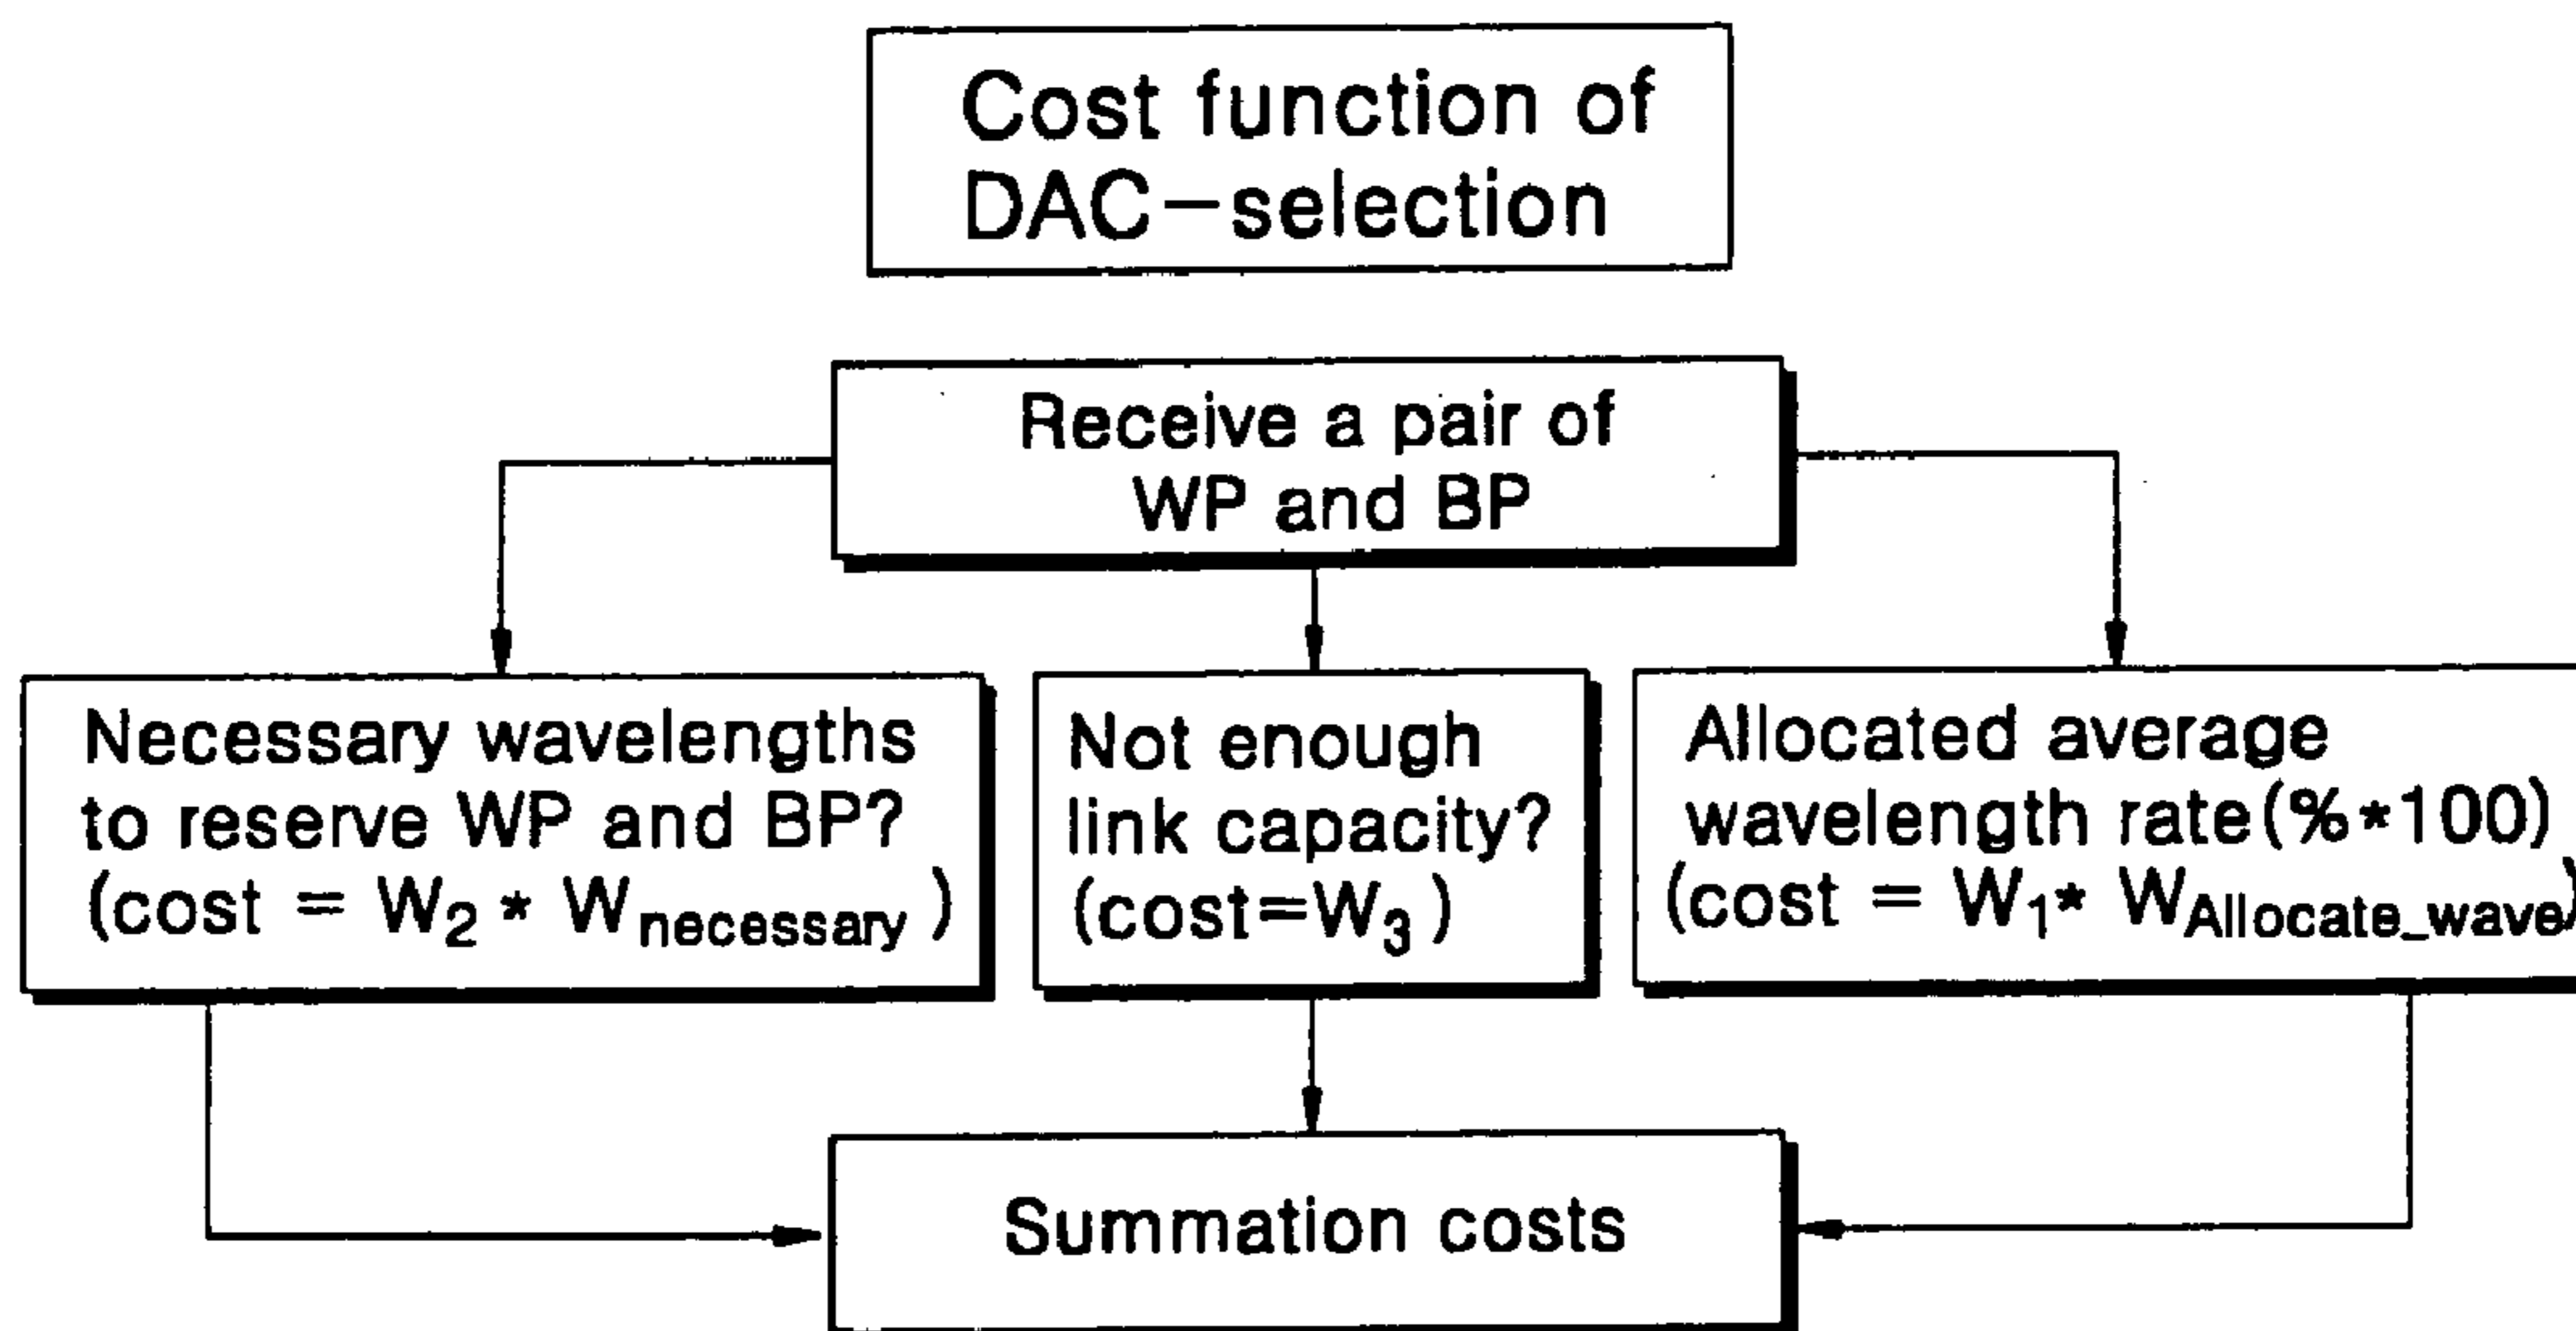 Cost function of
DAC-selection
Receive a pair of
WP and BP
Necessary wavelengths
to reserve WP and BP?
(cost = W2 * Wnecessary )
Not enough
link capacity?
(cost=W3 )
Allocated average
wavelength rate(%*100)
(cost = W1* WAllocate_wave)
Summation costs